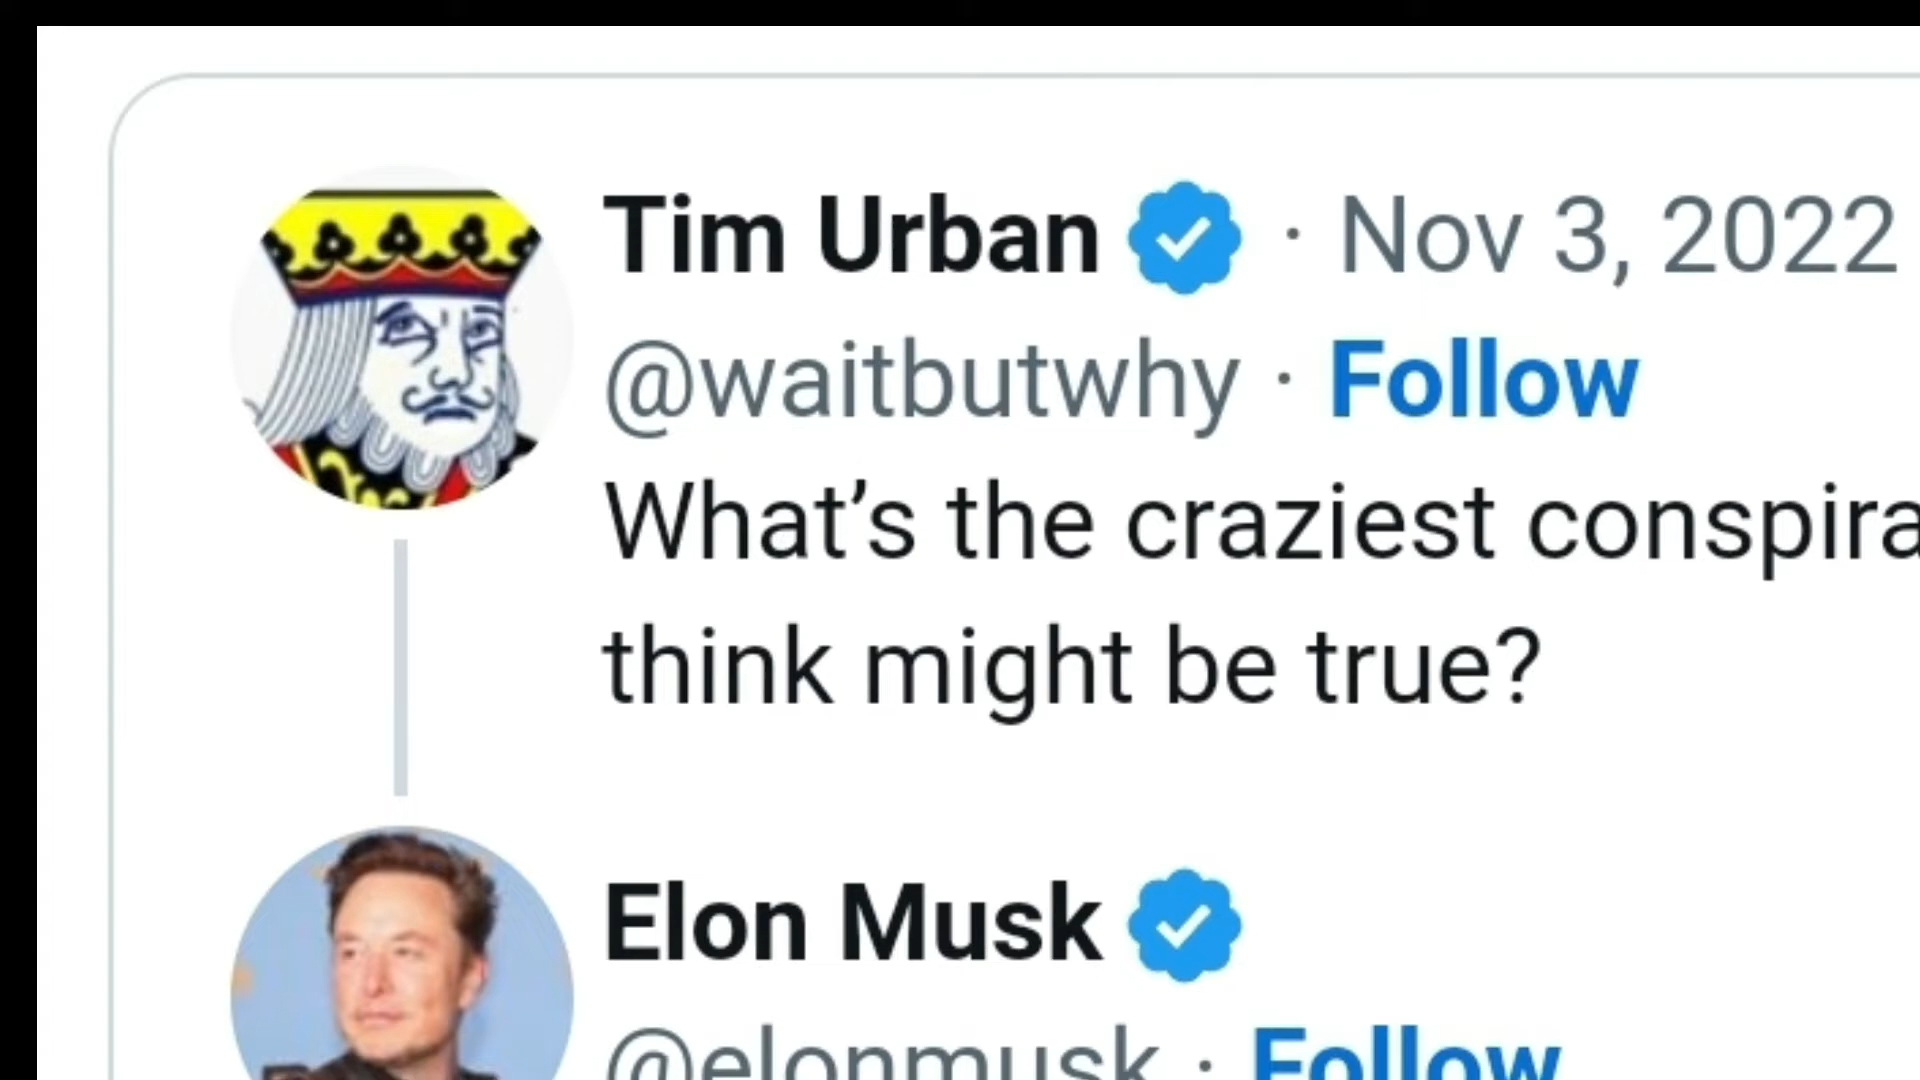 Tim Urban · Nov 3, 2022
@waitbutwhy · Follow
What’s the craziest conspira
think might be true?
Elon Musk
@elonmusk · Follow